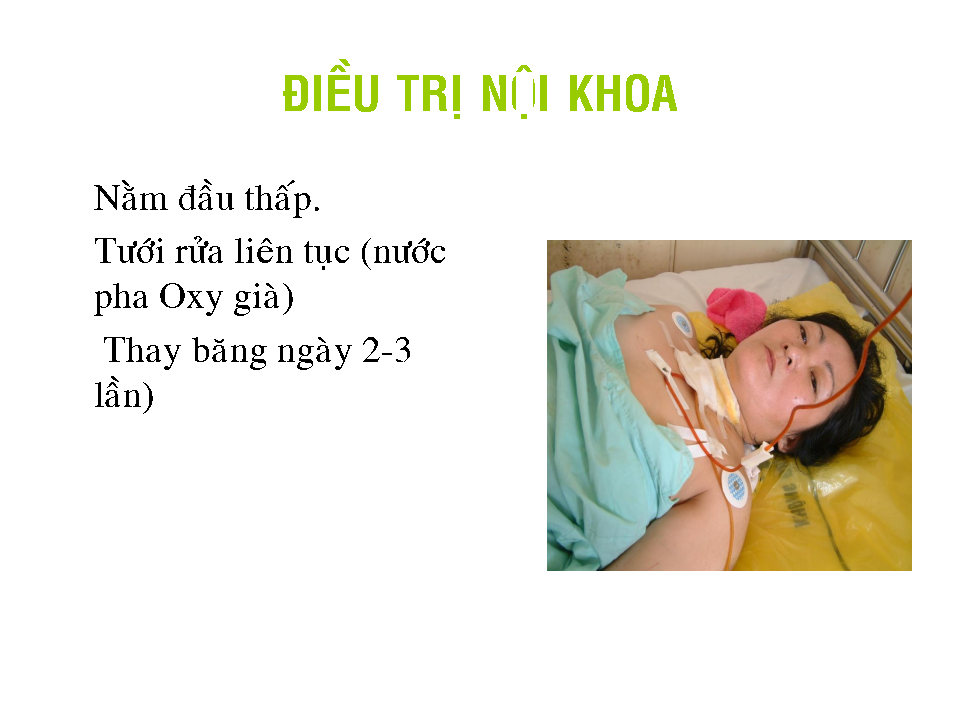 ĐIỀU TRỊ NỘI KHOA
Nằm đầu thấp.
Tưới rửa liên tục (nước
pha Oxy già)
Thay băng ngày 2-3
lần)